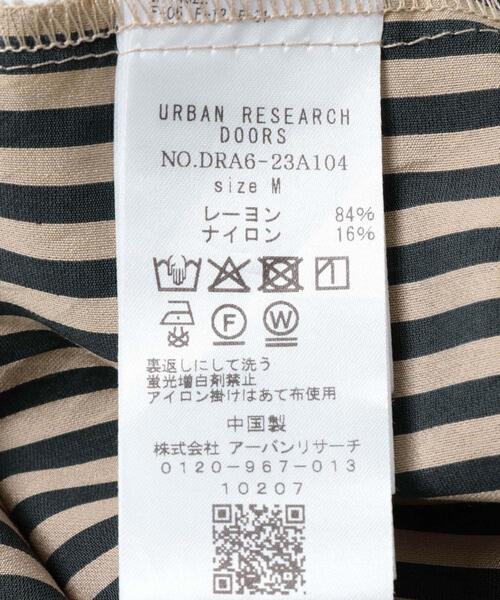 URBAN RESEARCH
DOORS
NO.DRA6-23A104
size M
レーヨン 84%
ナイロン 16%
F
W
裏返しにして洗う
蛍光増白剤禁止
アイロン掛けはあて布使用
中国製
株式会社 アーバンリサーチ
0120-967-013
10207